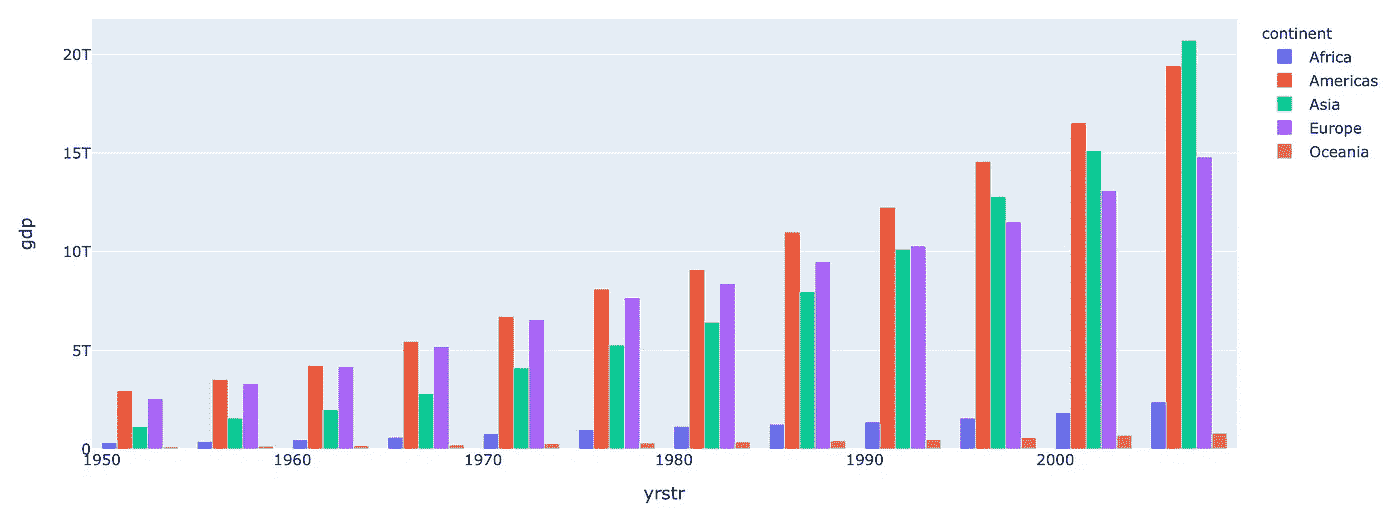 continent
Africa
Americas
Asia
Europe
Oceania
20T
15T
10T
5T
0
gdp
1950 1960 1970 1980 1990 2000
yrstr